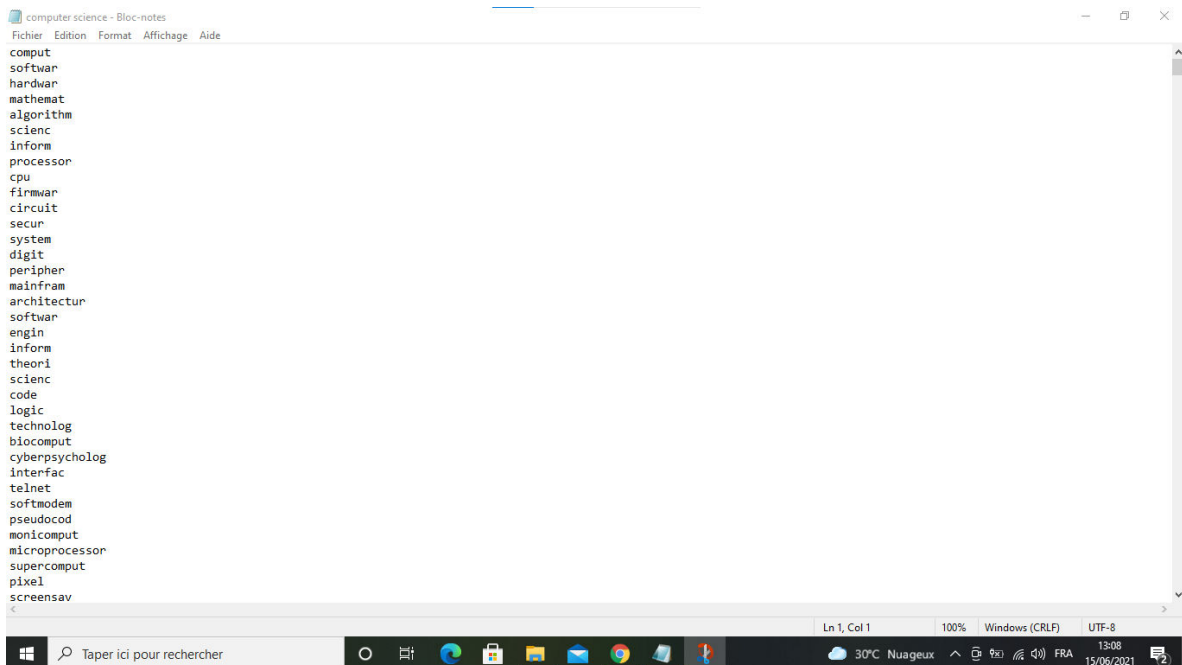 computer science - Bloc-notes
Fichier Edition Format Affichage Aide
comput
softwar
hardwar
mathemat
algorithm
scienc
inform
processor
cpu
firmwar
circuit
secur
system
digit
peripher
mainfram
architectur
softwar
engin
inform
theori
scienc
code
logic
technolog
biocomput
cyberpsycholog
interfac
telnet
softmodem
pseudocod
monicomput
microprocessor
supercomput
pixel
screensav
Ln 1, Col 1 100% Windows (CRLF) UTF-8
Taper ici pour rechercher 30°C Nuageux FRA 13:08
15/06/2021 2